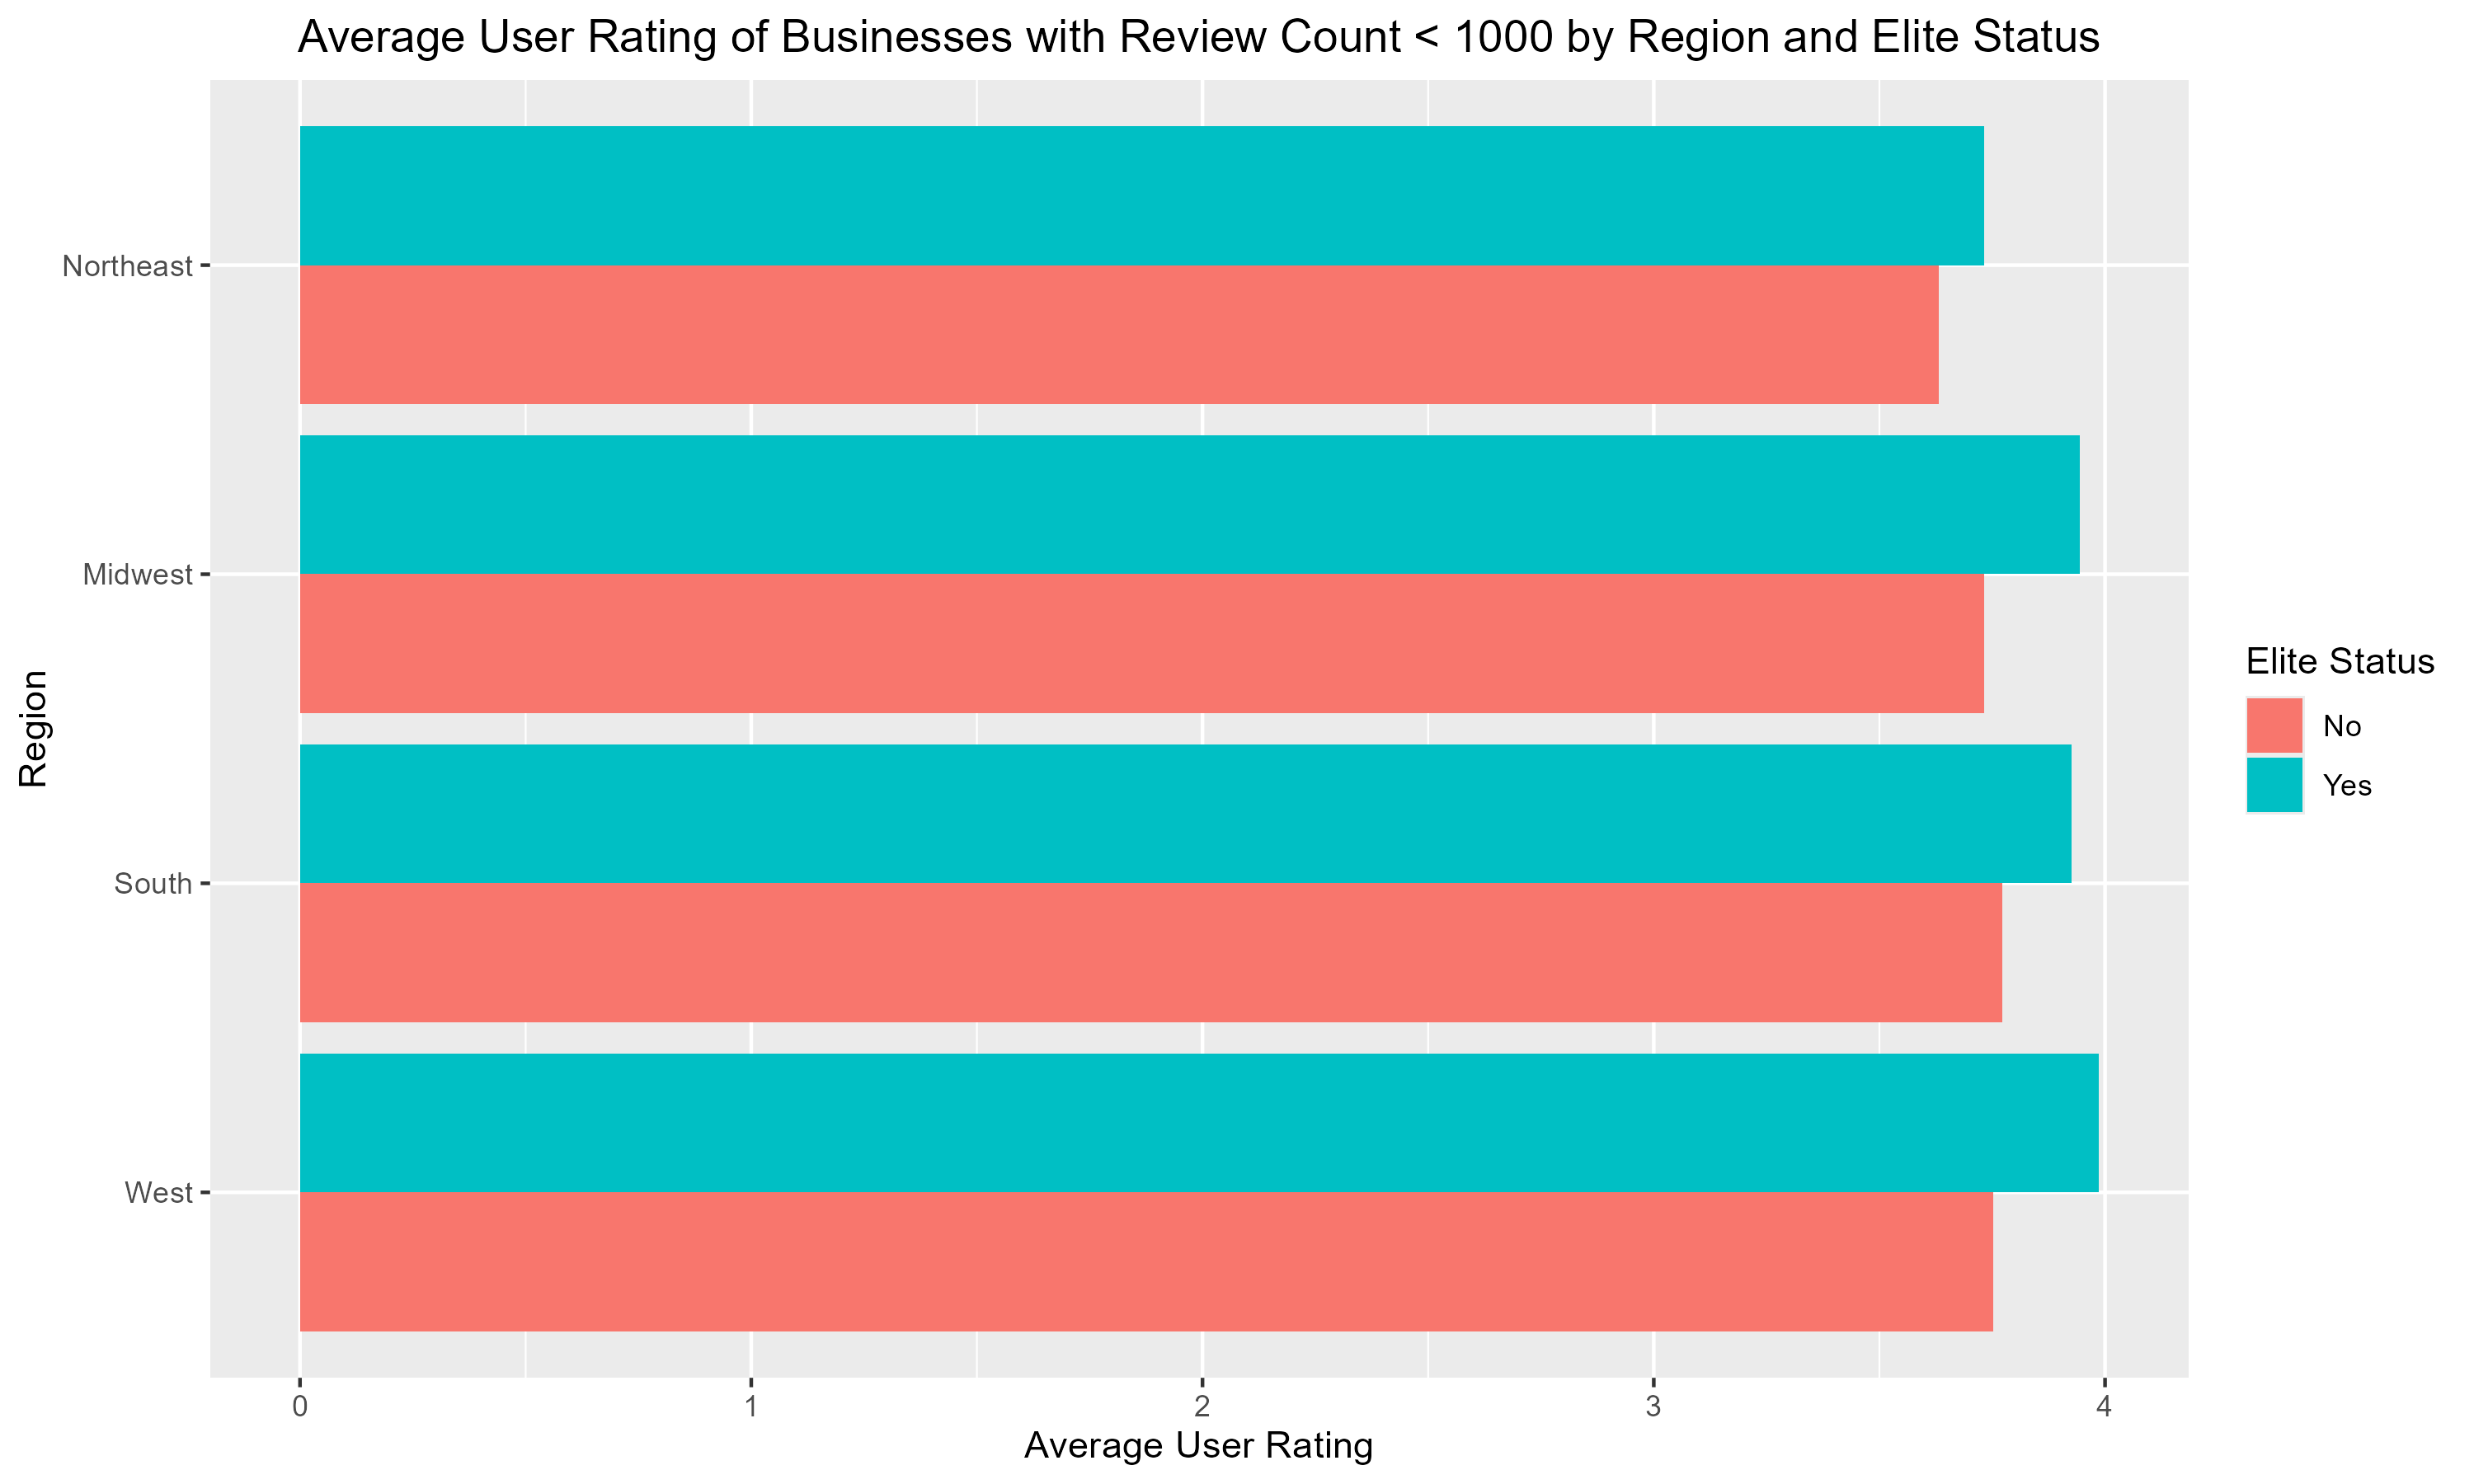 Average User Rating of Businesses with Review Count < 1000 by Region and Elite Status
Region
Northeast
Midwest
South
West
0 1 2 3 4
Average User Rating
Elite Status
No
Yes